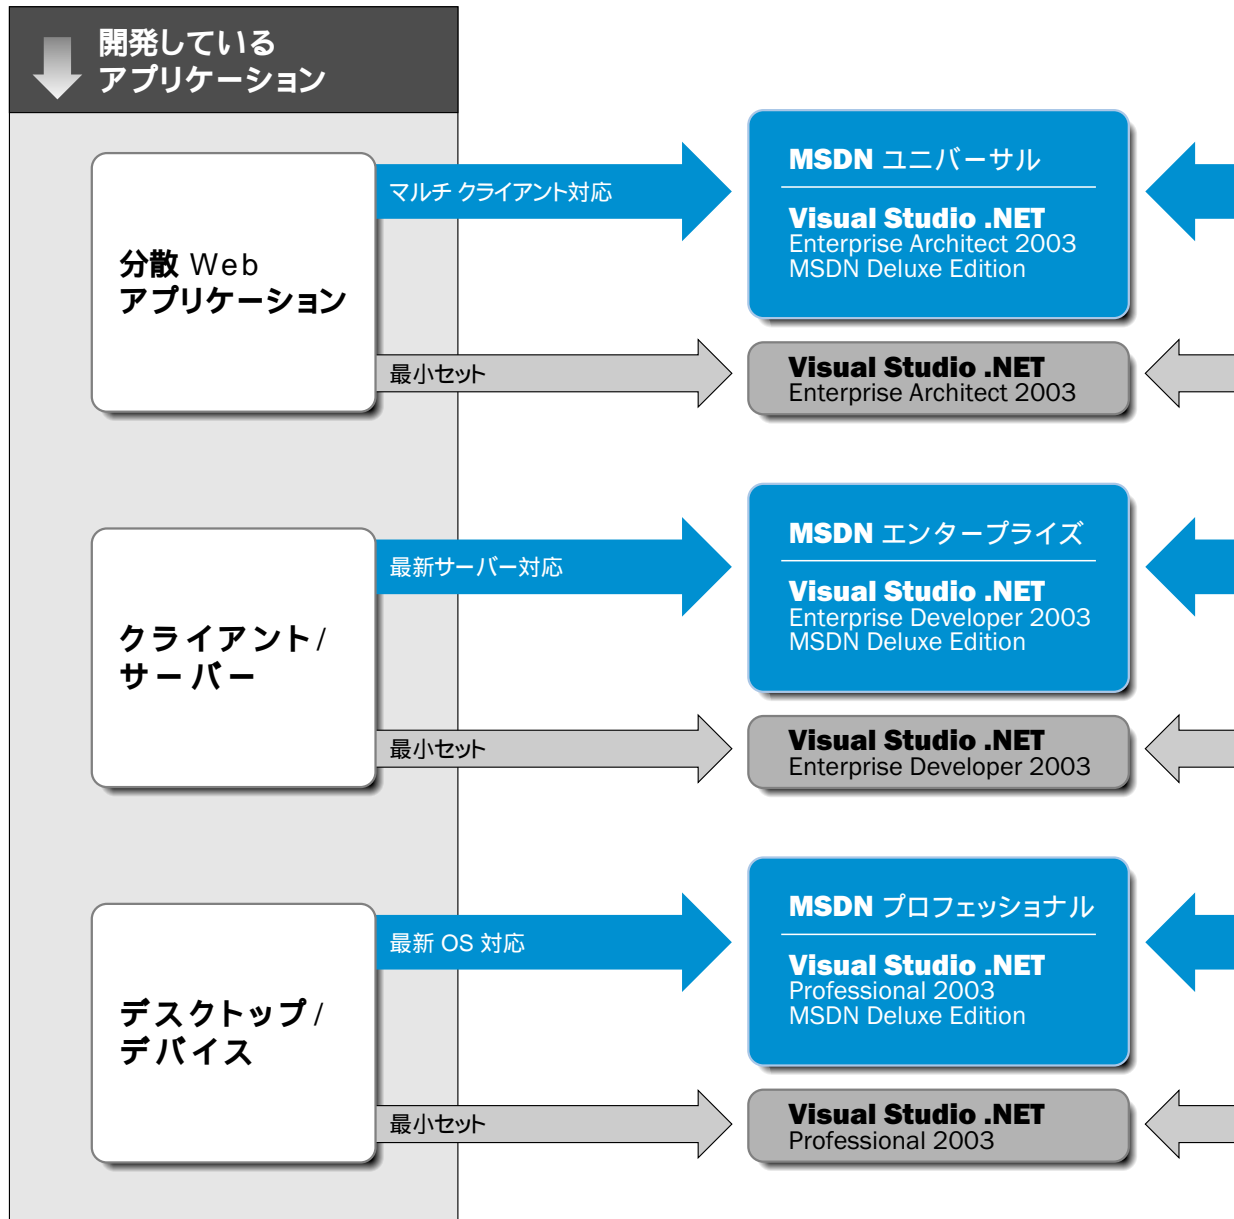 開発している
アプリケーション
分散 Web
アプリケーション
マルチ クライアント対応
最小セット
MSDN ユニバーサル
Visual Studio .NET
Enterprise Architect 2003
MSDN Deluxe Edition
Visual Studio .NET
Enterprise Architect 2003
クライアント/
サーバー
最新サーバー対応
最小セット
MSDN エンタープライズ
Visual Studio .NET
Enterprise Developer 2003
MSDN Deluxe Edition
Visual Studio .NET
Enterprise Developer 2003
デスクトップ/
デバイス
最新 OS 対応
最小セット
MSDN プロフェッショナル
Visual Studio .NET
Professional 2003
MSDN Deluxe Edition
Visual Studio .NET
Professional 2003